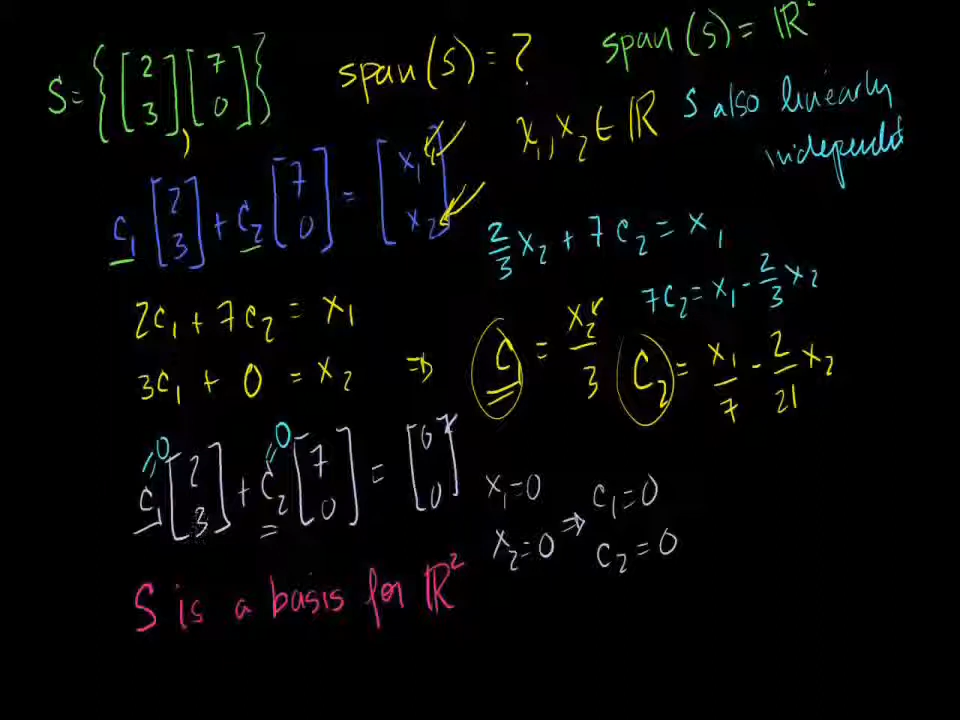 S = { [2 3] , [7 0] } span(S) = ? span(S) = ℝ²
x₁, x₂ ∈ ℝ S also linearly
independent
c₁ [2 3] + c₂ [7 0] = [x₁ x₂]
2/3 x₂ + 7c₂ = x₁
7c₂ = x₁ - 2/3 x₂
2c₁ + 7c₂ = x₁
3c₁ + 0 = x₂ ⇒ c₁ = x₂/3 c₂ = x₁/7 - 2/21 x₂
0 0
c₁ [2 3] + c₂ [7 0] = [0 0]
x₁ = 0
x₂ = 0 ⇒ c₁ = 0
c₂ = 0
S is a basis for ℝ²